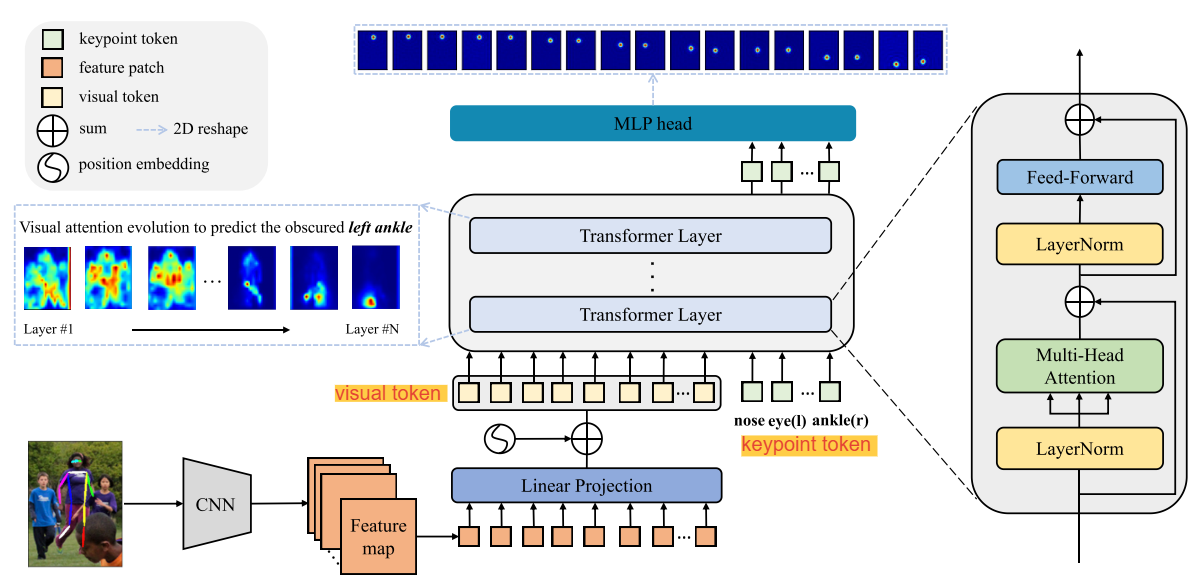 keypoint token
feature patch
visual token
sum
2D reshape
position embedding
MLP head
Visual attention evolution to predict the obscured left ankle
...
Layer #1
Layer #N
...
Transformer Layer
Transformer Layer
visual token
...
...
nose eye(l) ankle(r)
keypoint token
Linear Projection
CNN
Feature
map
...
Feed-Forward
LayerNorm
Multi-Head
Attention
LayerNorm